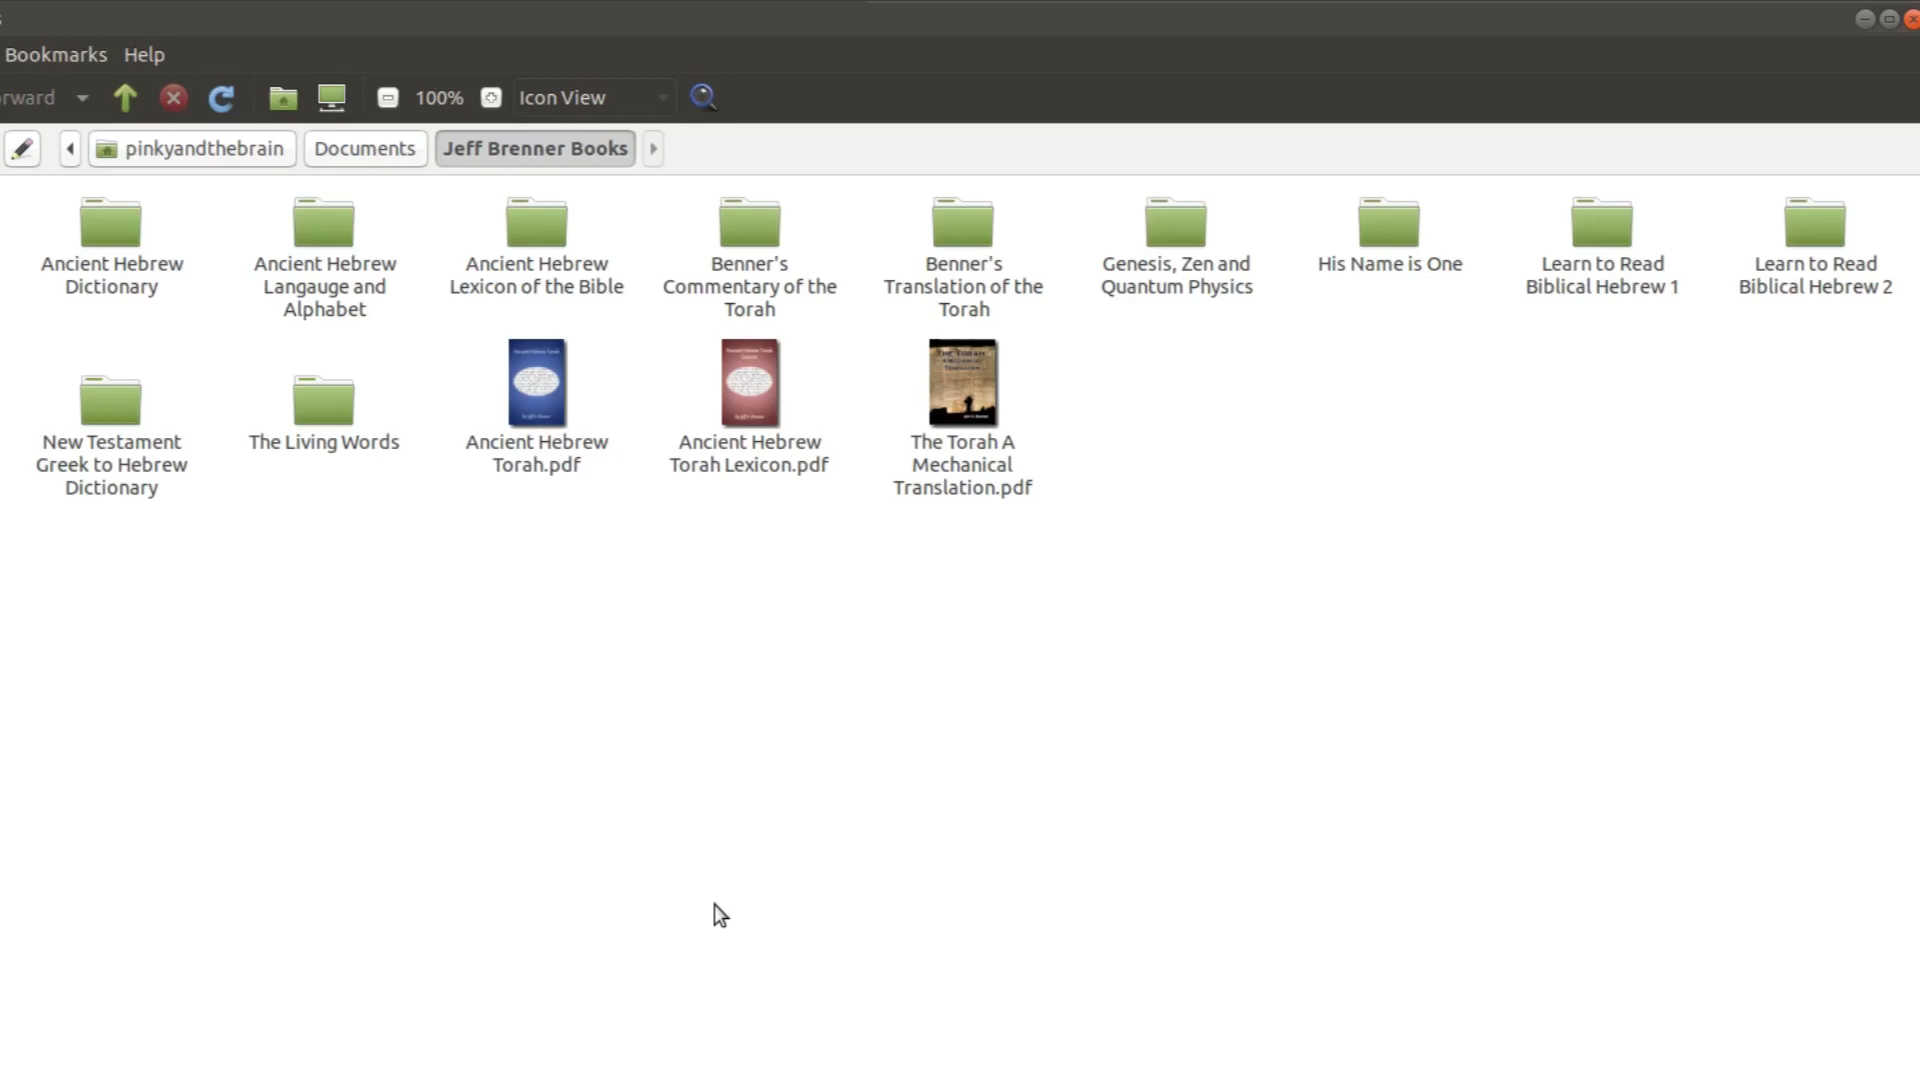 Bookmarks Help
100% Icon View
pinkyandthebrain Documents Jeff Brenner Books
Ancient Hebrew
Dictionary
Ancient Hebrew
Langauge and
Alphabet
Ancient Hebrew
Lexicon of the Bible
Benner's
Commentary of the
Torah
Benner's
Translation of the
Torah
Genesis, Zen and
Quantum Physics
His Name is One
Learn to Read
Biblical Hebrew 1
Learn to Read
Biblical Hebrew 2
New Testament
Greek to Hebrew
Dictionary
The Living Words
Ancient Hebrew
Torah.pdf
Ancient Hebrew
Torah Lexicon.pdf
The Torah A
Mechanical
Translation.pdf